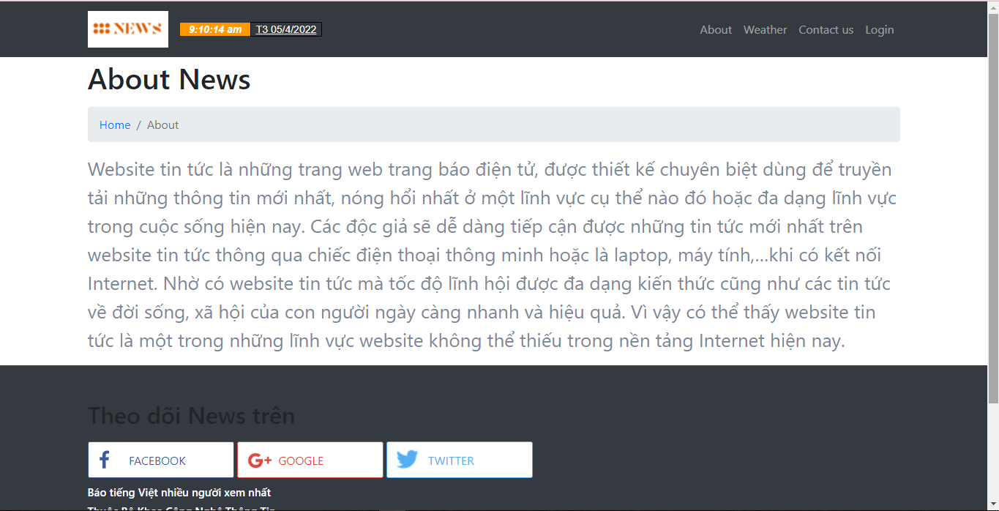 NEWS
9:10:14 am T3 05/4/2022
About Weather Contact us Login
About News
Home / About
Website tin tức là những trang web trang báo điện tử, được thiết kế chuyên biệt dùng để truyền
tải những thông tin mới nhất, nóng hổi nhất ở một lĩnh vực cụ thể nào đó hoặc đa dạng lĩnh vực
trong cuộc sống hiện nay. Các độc giả sẽ dễ dàng tiếp cận được những tin tức mới nhất trên
website tin tức thông qua chiếc điện thoại thông minh hoặc là laptop, máy tính,...khi có kết nối
Internet. Nhờ có website tin tức mà tốc độ lĩnh hội được đa dạng kiến thức cũng như các tin tức
về đời sống, xã hội của con người ngày càng nhanh và hiệu quả. Vì vậy có thể thấy website tin
tức là một trong những lĩnh vực website không thể thiếu trong nền tảng Internet hiện nay.
Theo dõi News trên
FACEBOOK GOOGLE TWITTER
Báo tiếng Việt nhiều người xem nhất
Thuộc Bộ Khoa Công Nghệ Thông Tin